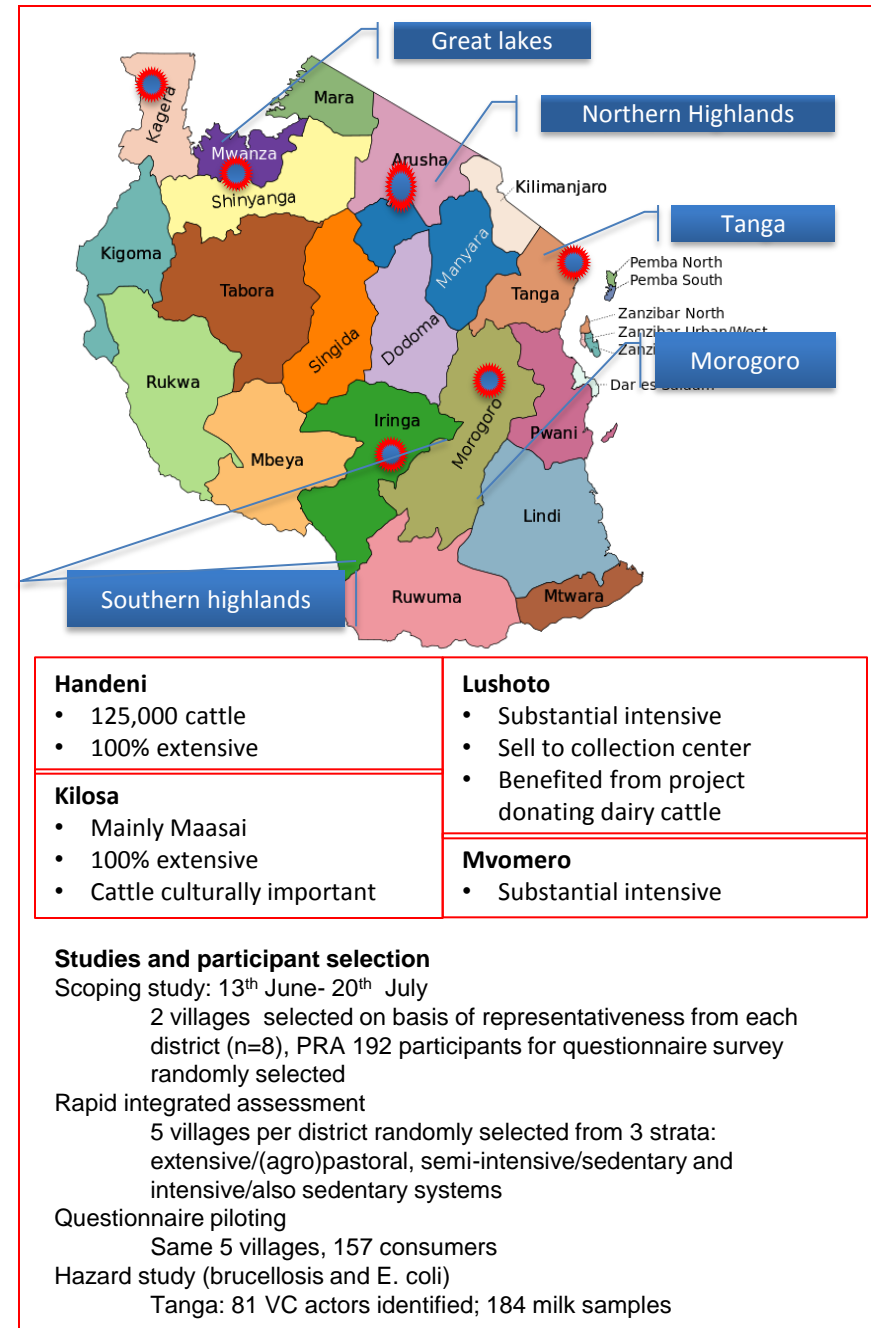 Great lakes
Mara
Northern Highlands
Kagera
Mwanza
Arusha
Shinyanga
Kilimanjaro
Tanga
Kigoma
Manyara
Pemba North
Pemba South
Tabora
Tanga
Singida
Dodoma
Zanzibar North
Zanzibar Urban/West
Zanzi
Morogoro
Rukwa
Dar es Salaam
Iringa
Morogoro
Pwani
Mbeya
Lindi
Southern highlands
Ruwuma
Mtwara
Handeni
• 125,000 cattle
• 100% extensive
Kilosa
• Mainly Maasai
• 100% extensive
• Cattle culturally important
Lushoto
• Substantial intensive
• Sell to collection center
• Benefited from project
donating dairy cattle
Mvomero
• Substantial intensive
Studies and participant selection
Scoping study: 13th June- 20th July
2 villages selected on basis of representativeness from each
district (n=8), PRA 192 participants for questionnaire survey
randomly selected
Rapid integrated assessment
5 villages per district randomly selected from 3 strata:
extensive/(agro)pastoral, semi-intensive/sedentary and
intensive/also sedentary systems
Questionnaire piloting
Same 5 villages, 157 consumers
Hazard study (brucellosis and E. coli)
Tanga: 81 VC actors identified; 184 milk samples